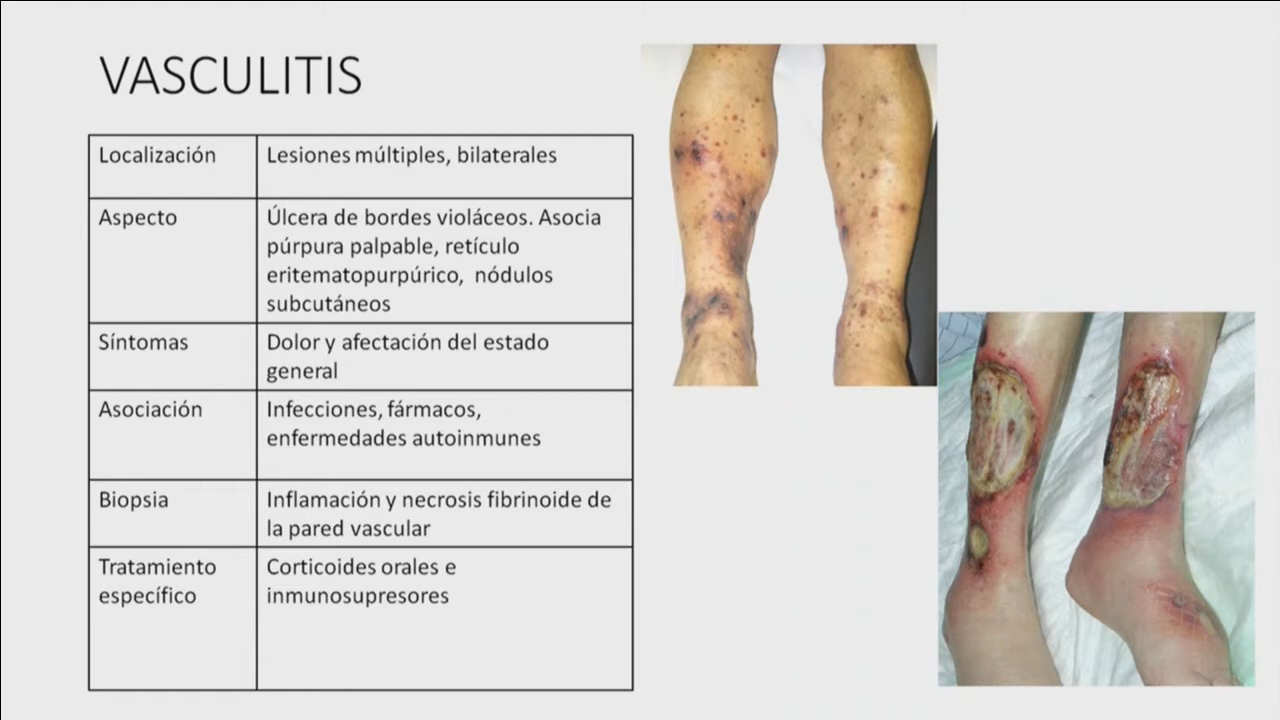 VASCULITIS
Localización
Lesiones múltiples, bilaterales
Aspecto
Úlcera de bordes violáceos. Asocia
púrpura palpable, retículo
eritematopurpúrico, nódulos
subcutáneos
Síntomas
Dolor y afectación del estado
general
Asociación
Infecciones, fármacos,
enfermedades autoinmunes
Biopsia
Inflamación y necrosis fibrinoide de
la pared vascular
Tratamiento
específico
Corticoides orales e
inmunosupresores